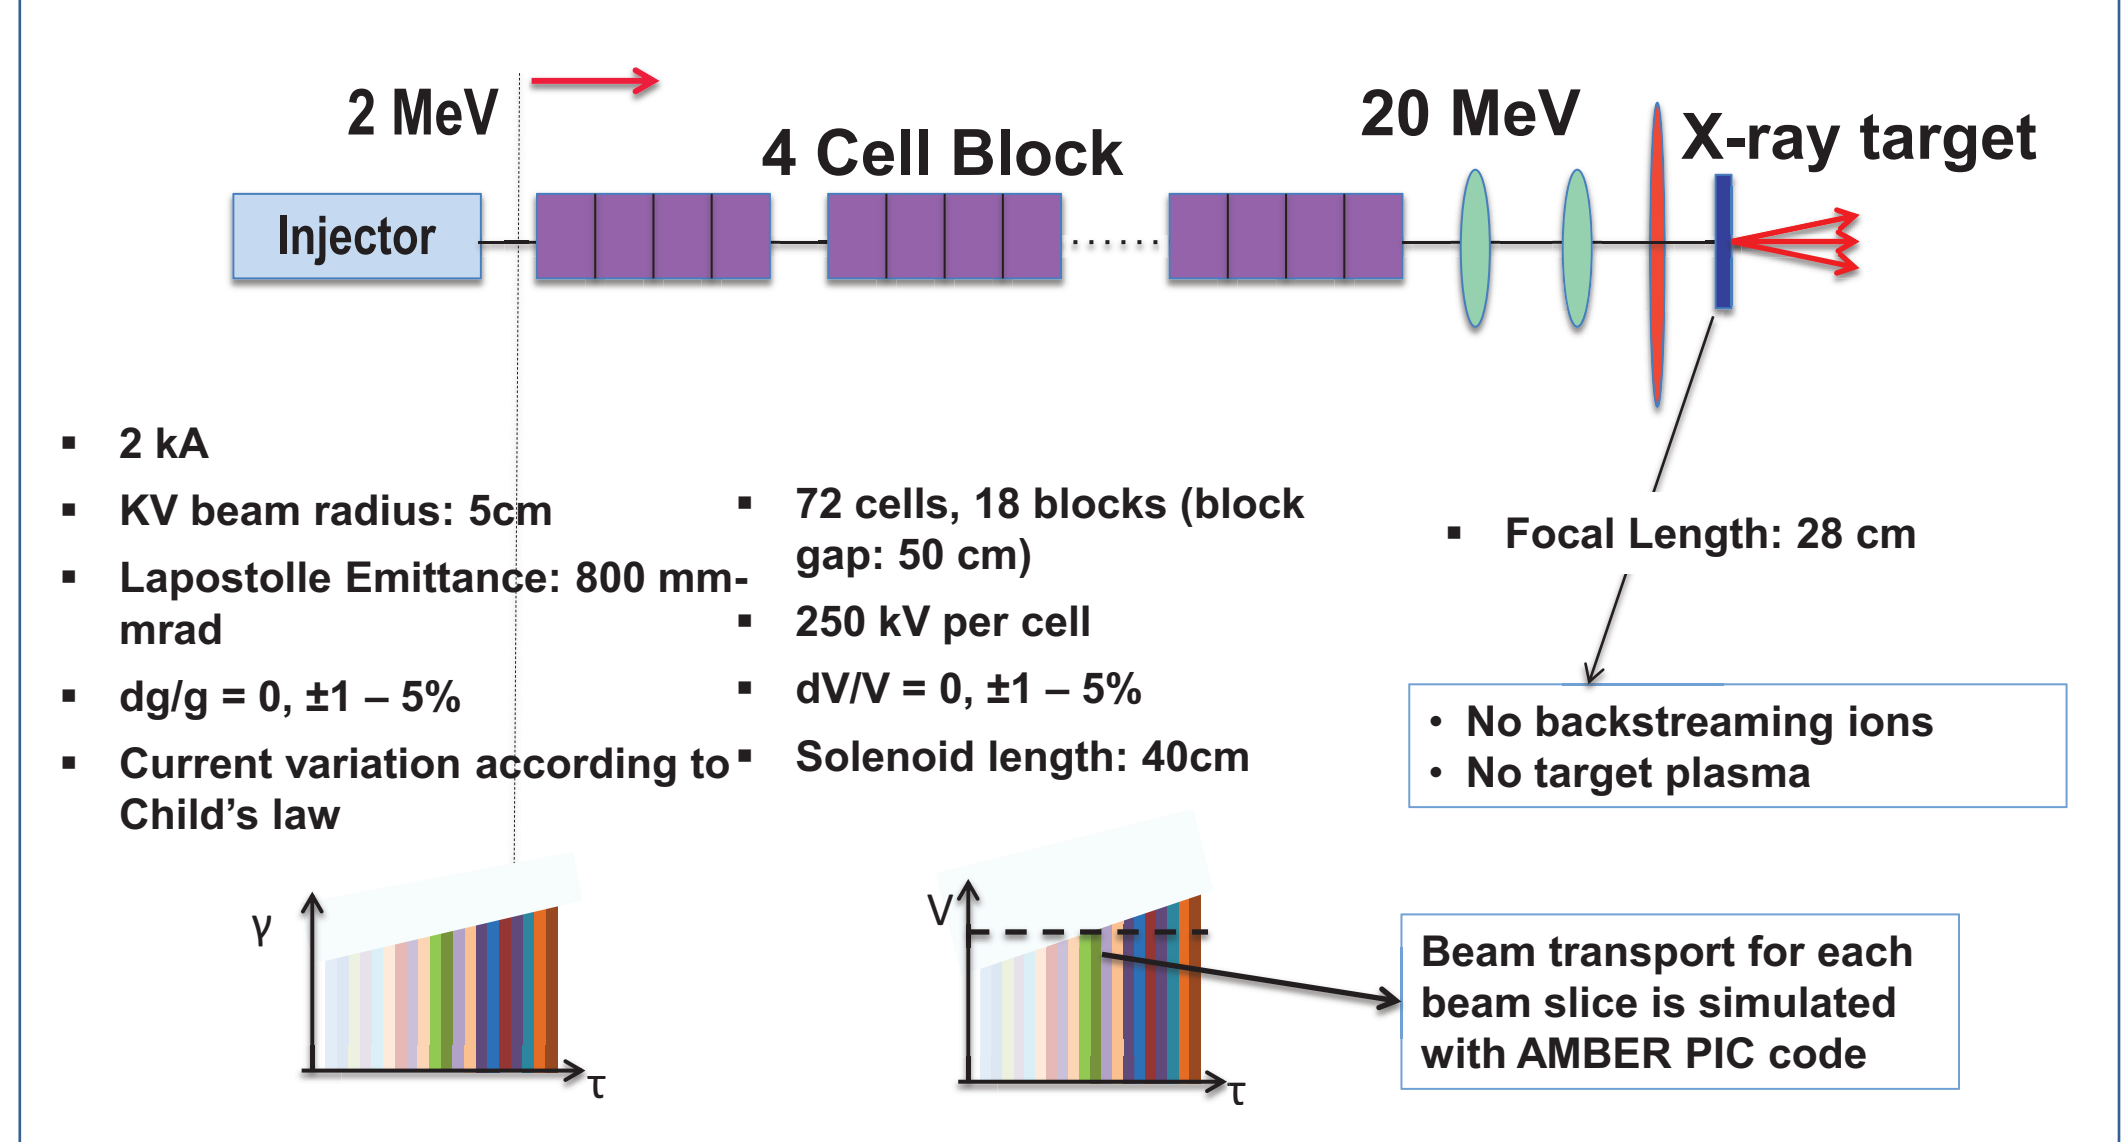 2 MeV
4 Cell Block
20 MeV
X-ray target
Injector
▪ 2 kA
▪ KV beam radius: 5cm
▪ Lapostolle Emittance: 800 mm-
mrad
▪ dg/g = 0, ±1 – 5%
▪ Current variation according to
Child’s law
▪ 72 cells, 18 blocks (block
gap: 50 cm)
▪ 250 kV per cell
▪ dV/V = 0, ±1 – 5%
▪ Solenoid length: 40cm
▪ Focal Length: 28 cm
• No backstreaming ions
• No target plasma
γ
τ
V
τ
Beam transport for each
beam slice is simulated
with AMBER PIC code